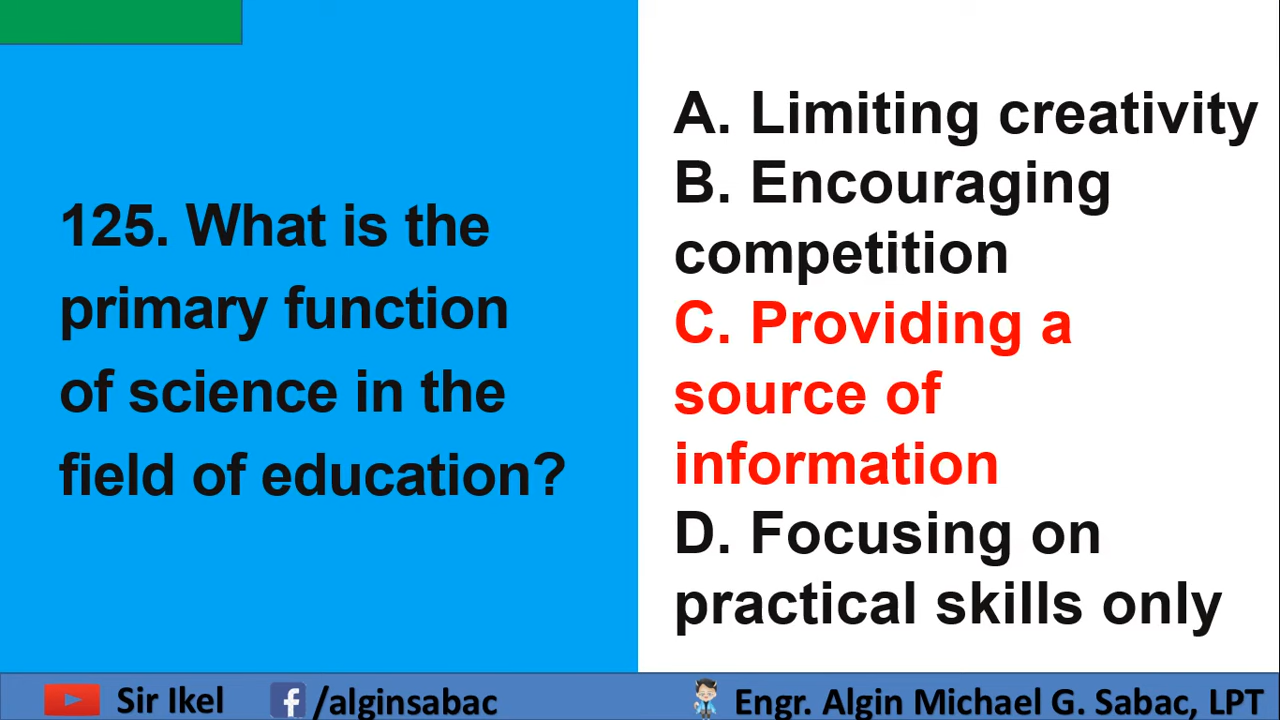 125. What is the
primary function
of science in the
field of education?
A. Limiting creativity
B. Encouraging
competition
C. Providing a
source of
information
D. Focusing on
practical skills only
Sir Ikel
f /alginsabac
Engr. Algin Michael G. Sabac, LPT